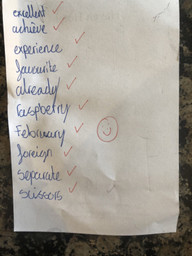 excellent
achieve
experience
favourite
already
raspberry
February
foreign
separate
scissors